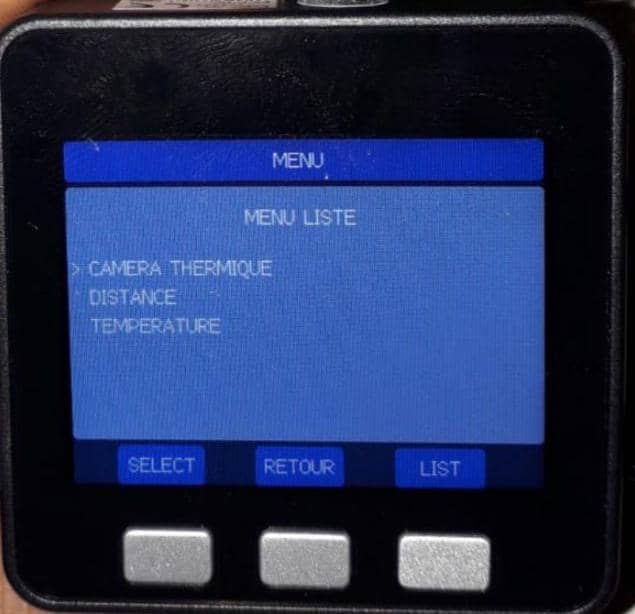 MENU
MENU LISTE
> CAMERA THERMIQUE
DISTANCE
TEMPERATURE
SELECT RETOUR LIST